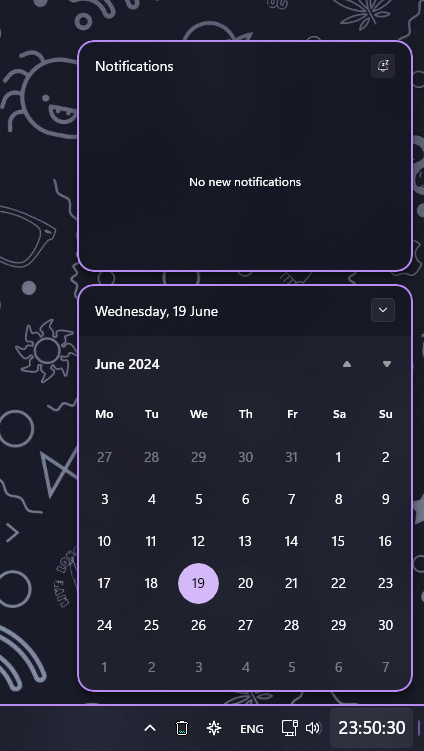 Notifications
No new notifications
Wednesday, 19 June
June 2024
Mo Tu We Th Fr Sa Su
27 28 29 30 31 1 2
3 4 5 6 7 8 9
10 11 12 13 14 15 16
17 18 19 20 21 22 23
24 25 26 27 28 29 30
1 2 3 4 5 6 7
ENG 23:50:30